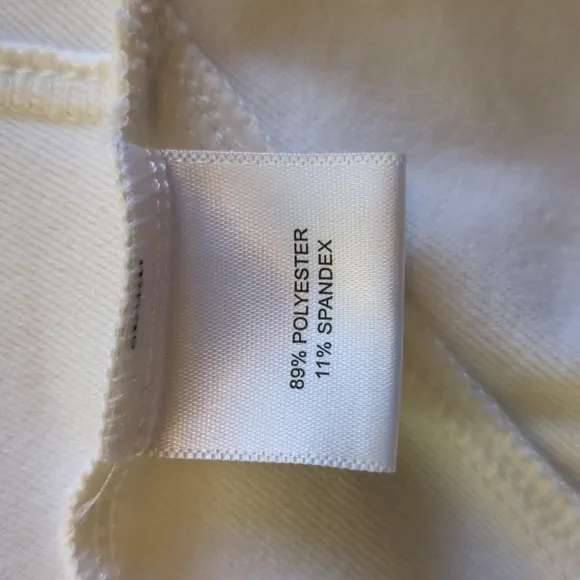 89% POLYESTER
11% SPANDEX